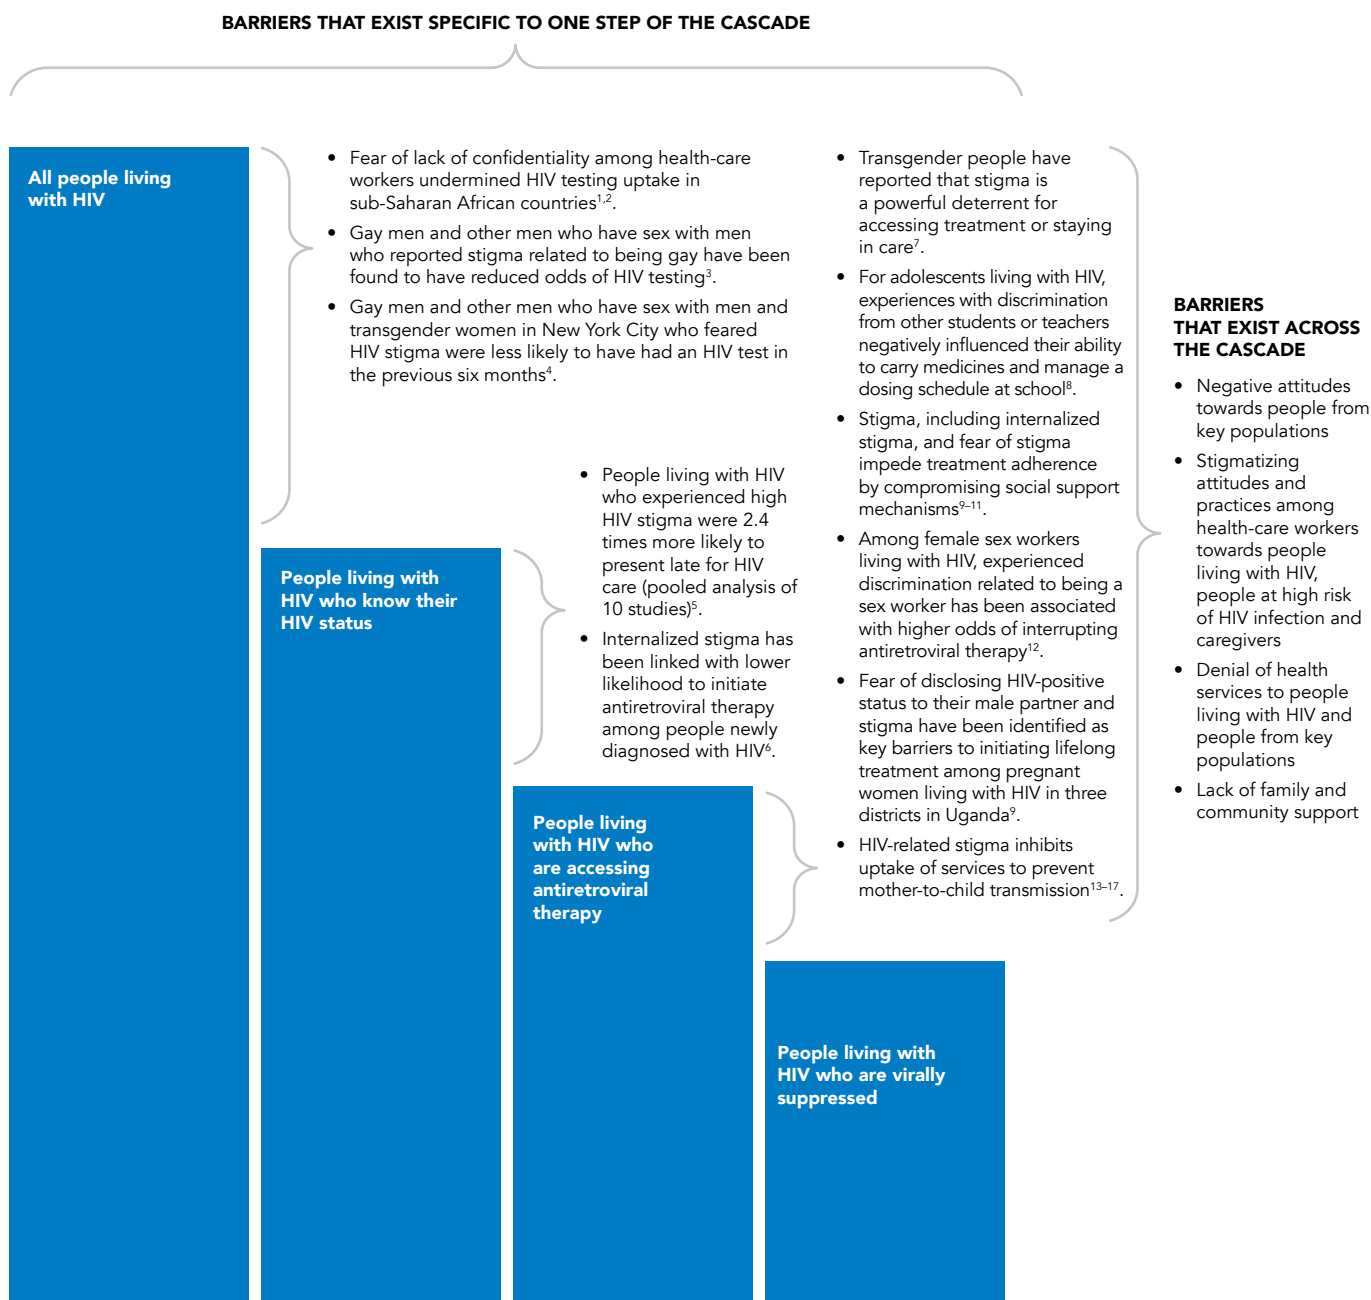 BARRIERS THAT EXIST SPECIFIC TO ONE STEP OF THE CASCADE
All people living
with HIV
• Fear of lack of confidentiality among health-care
workers undermined HIV testing uptake in
sub-Saharan African countries1,2.
• Gay men and other men who have sex with men
who reported stigma related to being gay have been
found to have reduced odds of HIV testing3.
• Gay men and other men who have sex with men and
transgender women in New York City who feared
HIV stigma were less likely to have had an HIV test in
the previous six months4.
People living with
HIV who know their
HIV status
• People living with HIV
who experienced high
HIV stigma were 2.4
times more likely to
present late for HIV
care (pooled analysis of
10 studies)5.
• Internalized stigma has
been linked with lower
likelihood to initiate
antiretroviral therapy
among people newly
diagnosed with HIV6.
People living
with HIV who
are accessing
antiretroviral
therapy
• Transgender people have
reported that stigma is
a powerful deterrent for
accessing treatment or staying
in care7.
• For adolescents living with HIV,
experiences with discrimination
from other students or teachers
negatively influenced their ability
to carry medicines and manage a
dosing schedule at school8.
• Stigma, including internalized
stigma, and fear of stigma
impede treatment adherence
by compromising social support
mechanisms9–11.
• Among female sex workers
living with HIV, experienced
discrimination related to being a
sex worker has been associated
with higher odds of interrupting
antiretroviral therapy12.
• Fear of disclosing HIV-positive
status to their male partner and
stigma have been identified as
key barriers to initiating lifelong
treatment among pregnant
women living with HIV in three
districts in Uganda9.
• HIV-related stigma inhibits
uptake of services to prevent
mother-to-child transmission13–17.
People living with
HIV who are virally
suppressed
BARRIERS
THAT EXIST ACROSS
THE CASCADE
• Negative attitudes
towards people from
key populations
• Stigmatizing
attitudes and
practices among
health-care workers
towards people
living with HIV,
people at high risk
of HIV infection and
caregivers
• Denial of health
services to people
living with HIV and
people from key
populations
• Lack of family and
community support